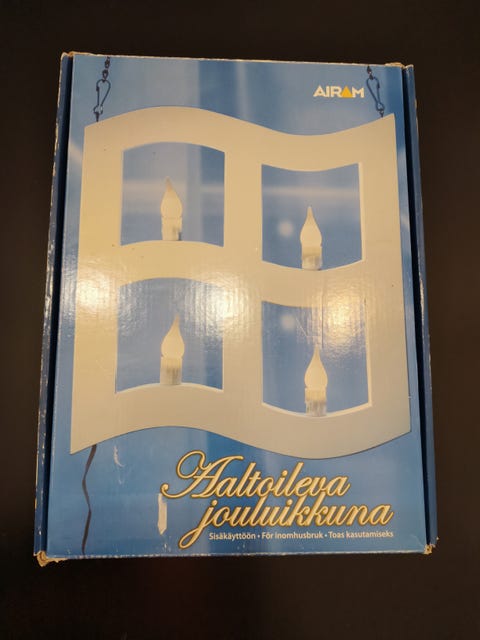 AIRAM
Aaltoileva
jouluikkuna
Sisäkäyttöön • För inomhusbruk • Toas kasutamiseks